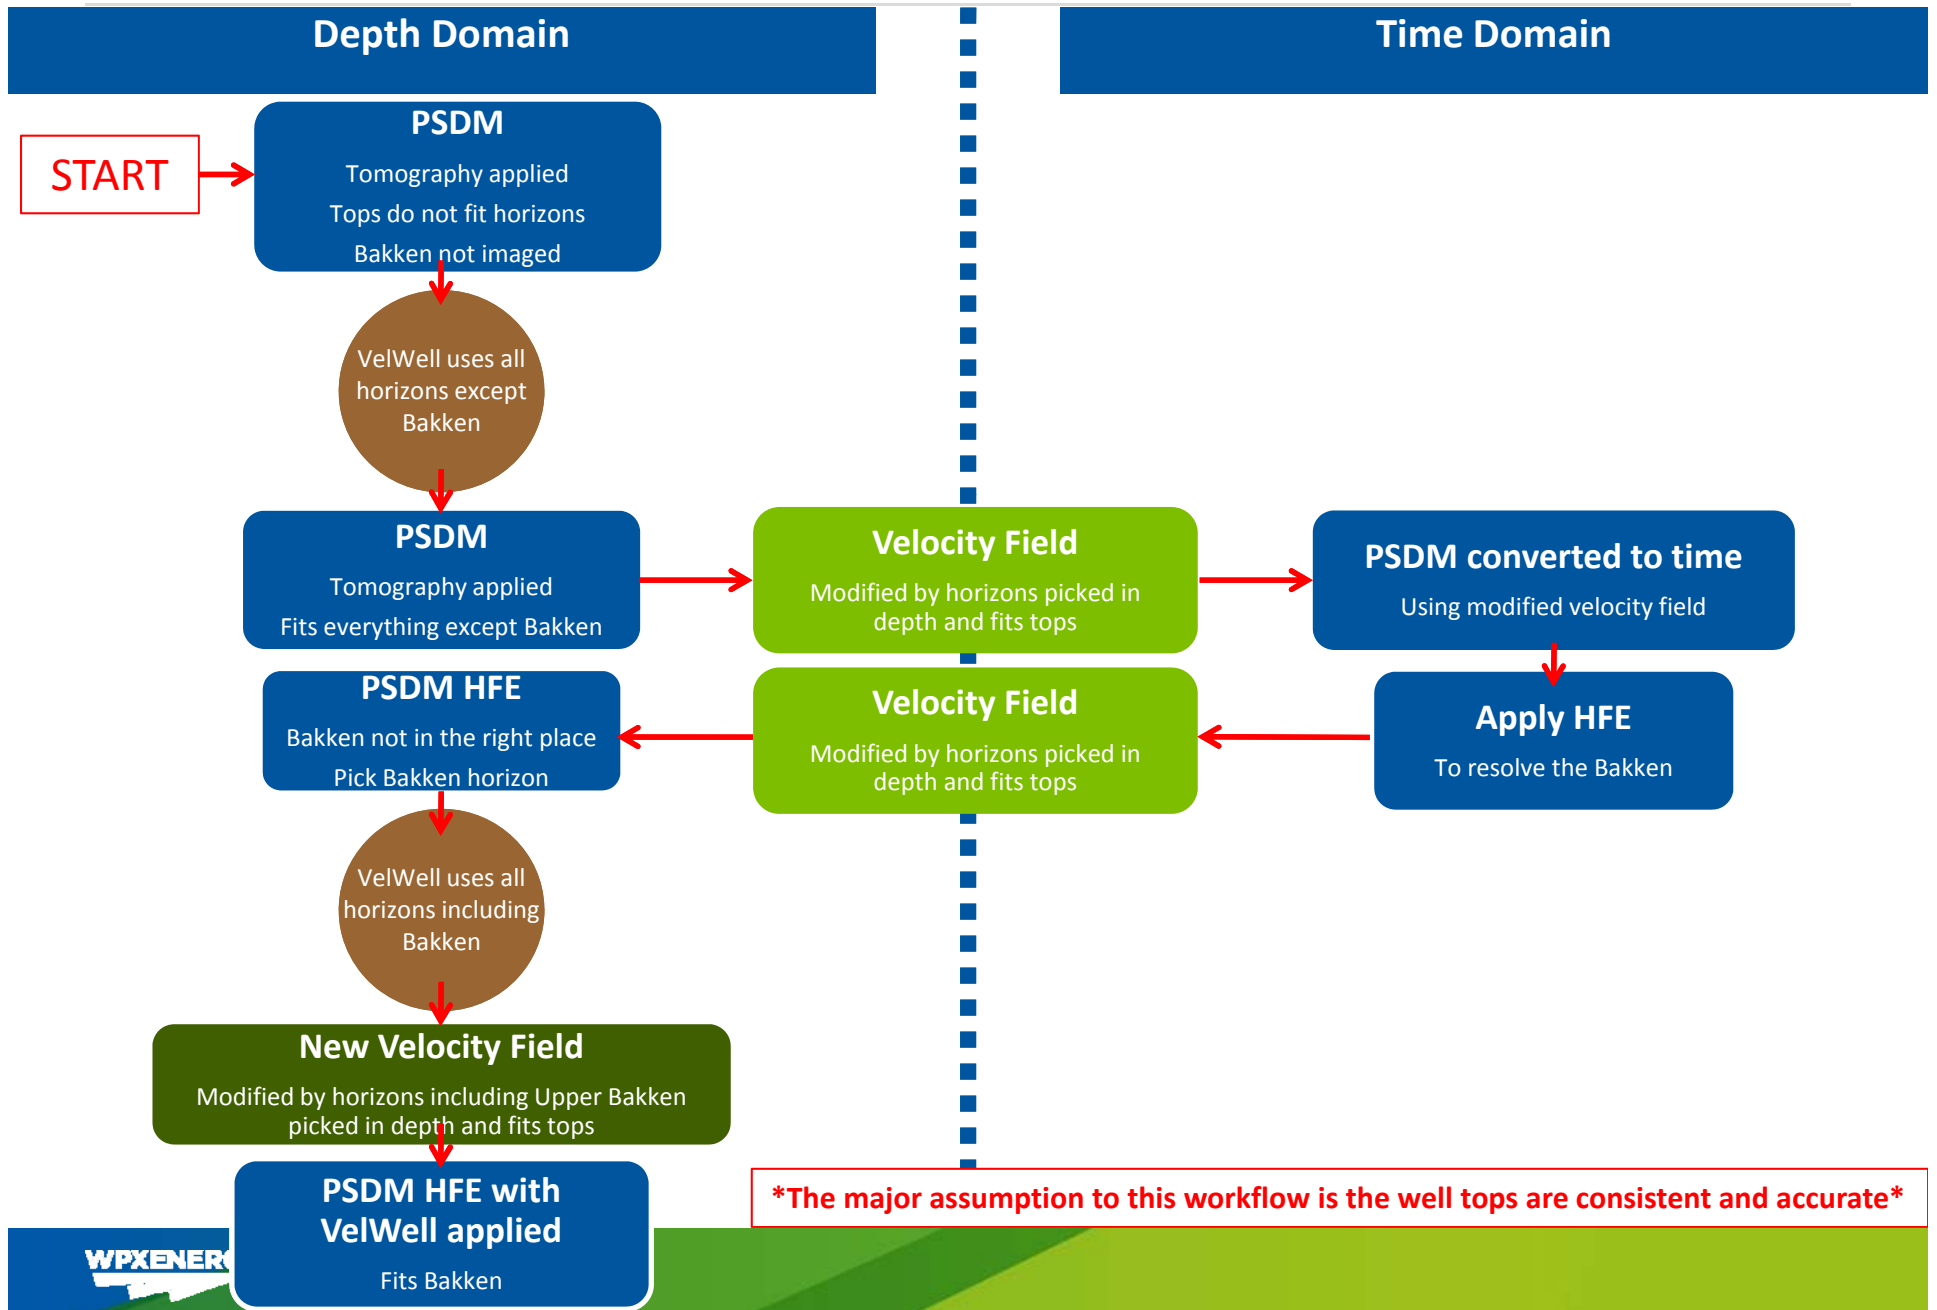 Depth Domain
Time Domain
START
PSDM
Tomography applied
Tops do not fit horizons
Bakken not imaged
VelWell uses all
horizons except
Bakken
PSDM
Tomography applied
Fits everything except Bakken
Velocity Field
Modified by horizons picked in
depth and fits tops
PSDM converted to time
Using modified velocity field
Apply HFE
To resolve the Bakken
Velocity Field
Modified by horizons picked in
depth and fits tops
PSDM HFE
Bakken not in the right place
Pick Bakken horizon
VelWell uses all
horizons including
Bakken
New Velocity Field
Modified by horizons including Upper Bakken
picked in depth and fits tops
PSDM HFE with
VelWell applied
Fits Bakken
*The major assumption to this workflow is the well tops are consistent and accurate*
WPXENER